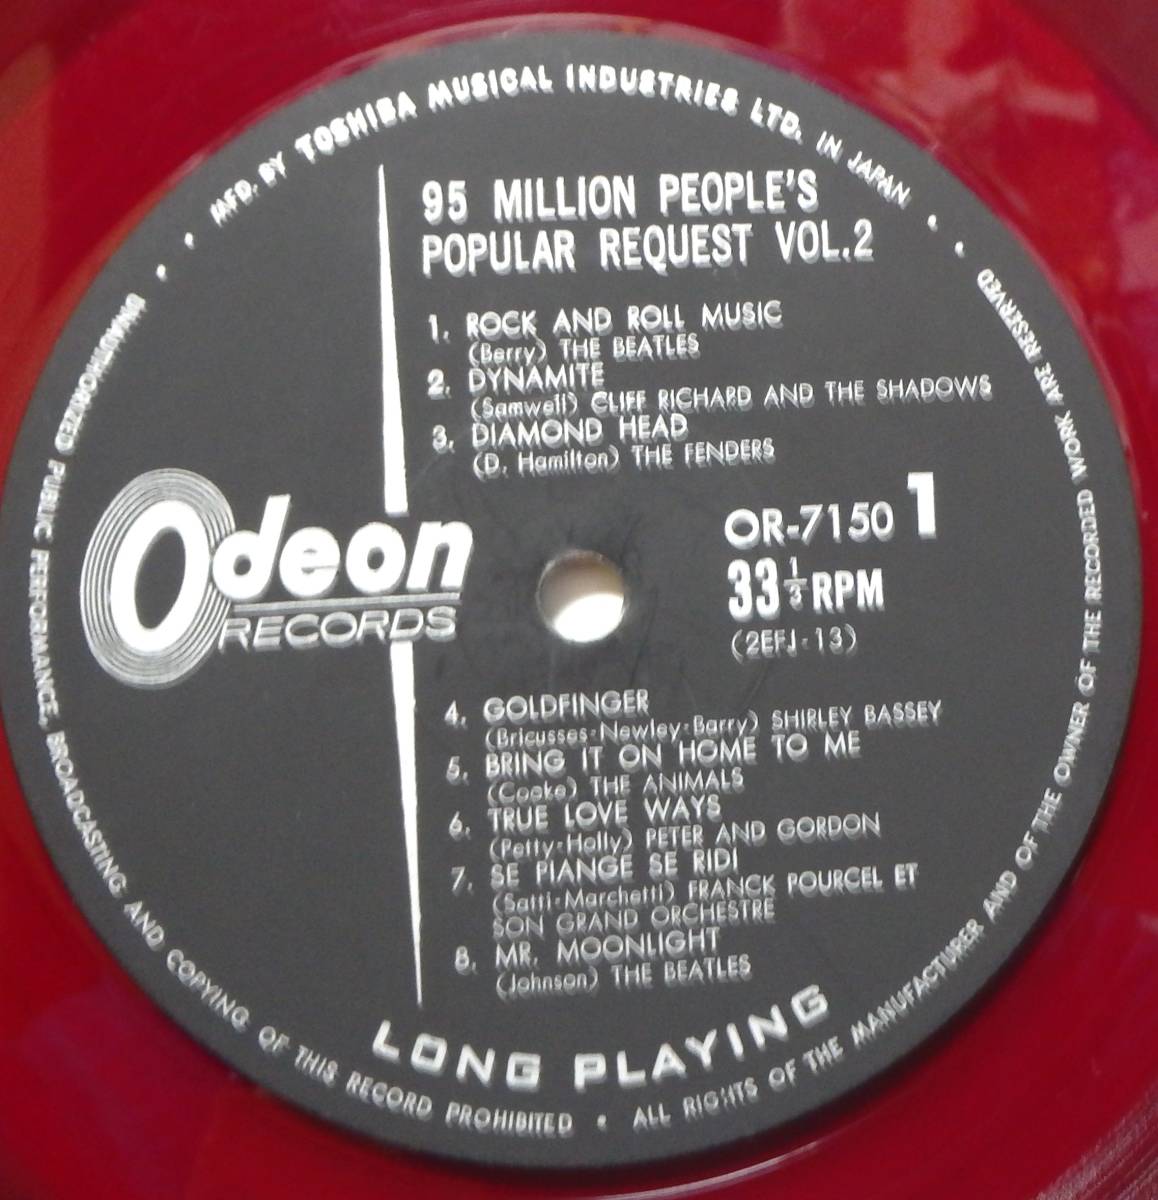 MFD. BY TOSHIBA MUSICAL INDUSTRIES LTD. IN JAPAN
95 MILLION PEOPLE'S
POPULAR REQUEST VOL.2
1. ROCK AND ROLL MUSIC
(Berry) THE BEATLES
2. DYNAMITE
(Samwell) CLIFF RICHARD AND THE SHADOWS
3. DIAMOND HEAD
(D. Hamilton) THE FENDERS
Odeon
RECORDS
OR-7150 1
33 1/3 RPM
(2EFJ-13)
4. GOLDFINGER
(Bricusses-Newley-Barry) SHIRLEY BASSEY
5. BRING IT ON HOME TO ME
(Cooke) THE ANIMALS
6. TRUE LOVE WAYS
(Petty-Holly) PETER AND GORDON
7. SE PIANGE SE RIDI
(Satti-Marchetti) FRANCK POURCEL ET
SON GRAND ORCHESTRE
8. MR. MOONLIGHT
(Johnson) THE BEATLES
LONG PLAYING
UNAUTHORIZED PUBLIC PERFORMANCE, BROADCASTING AND COPYING OF THIS RECORD PROHIBITED • ALL RIGHTS OF THE MANUFACTURER AND OF THE OWNER OF THE RECORDED WORK ARE RESERVED